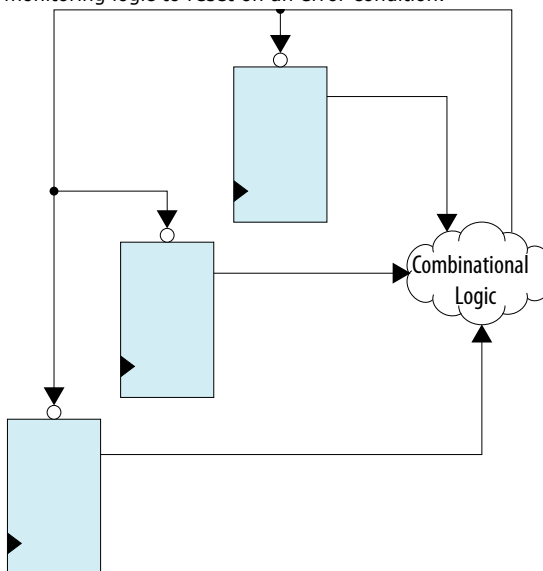 monitoring logic to reset on an error condition.
Combinational
Logic